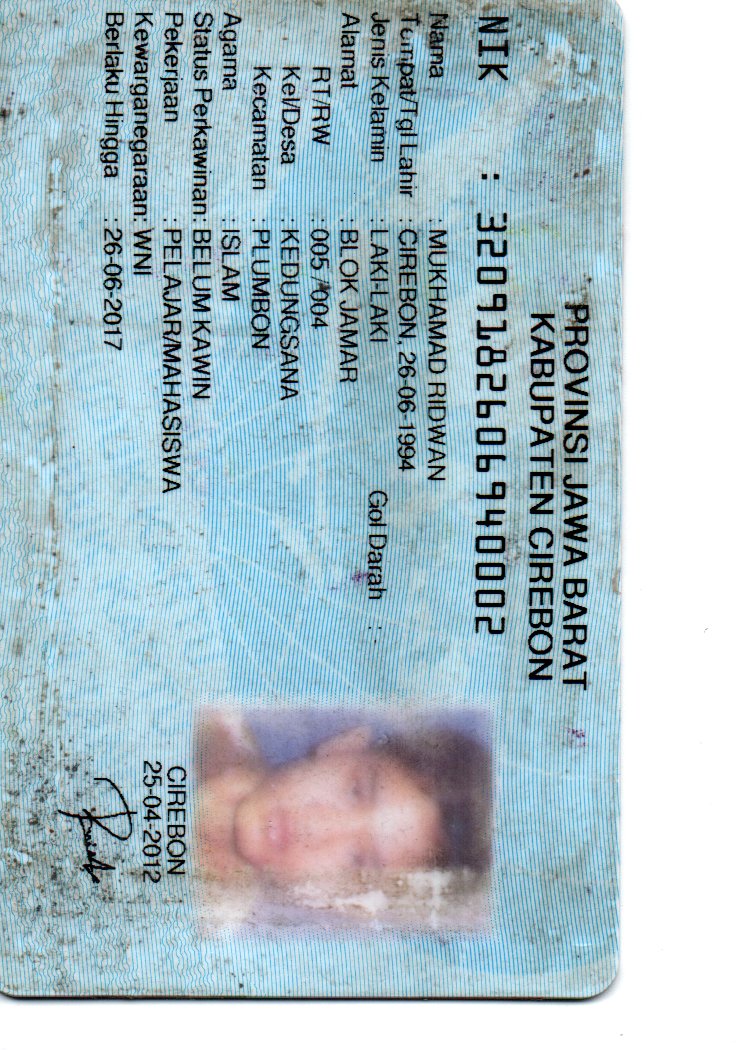 PROVINSI JAWA BARAT
KABUPATEN CIREBON
NIK : 3209182606940002
Nama : MUKHAMAD RIDWAN
Tempat/Tgl Lahir : CIREBON, 26-06-1994
Jenis Kelamin : LAKI-LAKI Gol Darah : -
Alamat : BLOK JAMAR
RT/RW : 005 / 004
Kel/Desa : KEDUNGSANA
Kecamatan : PLUMBON
Agama : ISLAM
Status Perkawinan : BELUM KAWIN
Pekerjaan : PELAJAR/MAHASISWA
Kewarganegaraan: WNI
Berlaku Hingga : 26-06-2017
CIREBON
25-04-2012